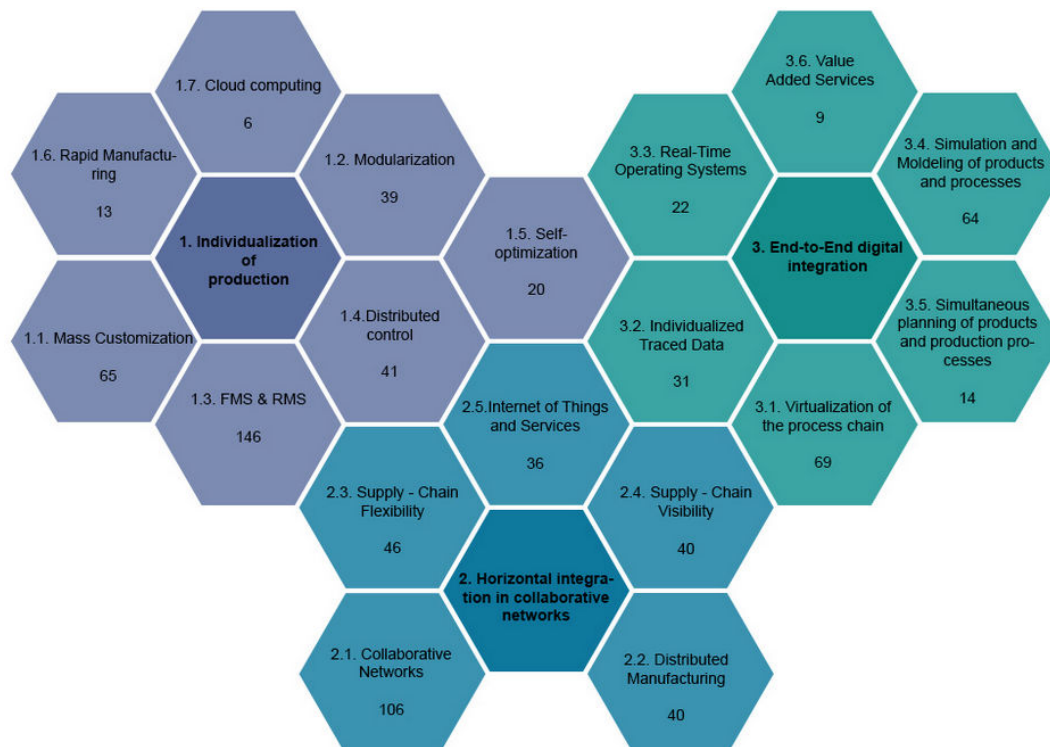 1.7. Cloud computing
6
1.6. Rapid Manufactu-
ring
13
1.2. Modularization
39
1. Individualization
of
production
1.5. Self-
optimization
20
1.1. Mass Customization
65
1.4.Distributed
control
41
1.3. FMS & RMS
146
3.6. Value
Added Services
9
3.3. Real-Time
Operating Systems
22
3.4. Simulation and
Moldeling of products
and processes
64
3. End-to-End digital
integration
3.2. Individualized
Traced Data
31
3.5. Simultaneous
planning of products
and production pro-
cesses
14
3.1. Virtualization of
the process chain
69
2.5.Internet of Things
and Services
36
2.3. Supply - Chain
Flexibility
46
2.4. Supply - Chain
Visibility
40
2. Horizontal integra-
tion in collaborative
networks
2.1. Collaborative
Networks
106
2.2. Distributed
Manufacturing
40